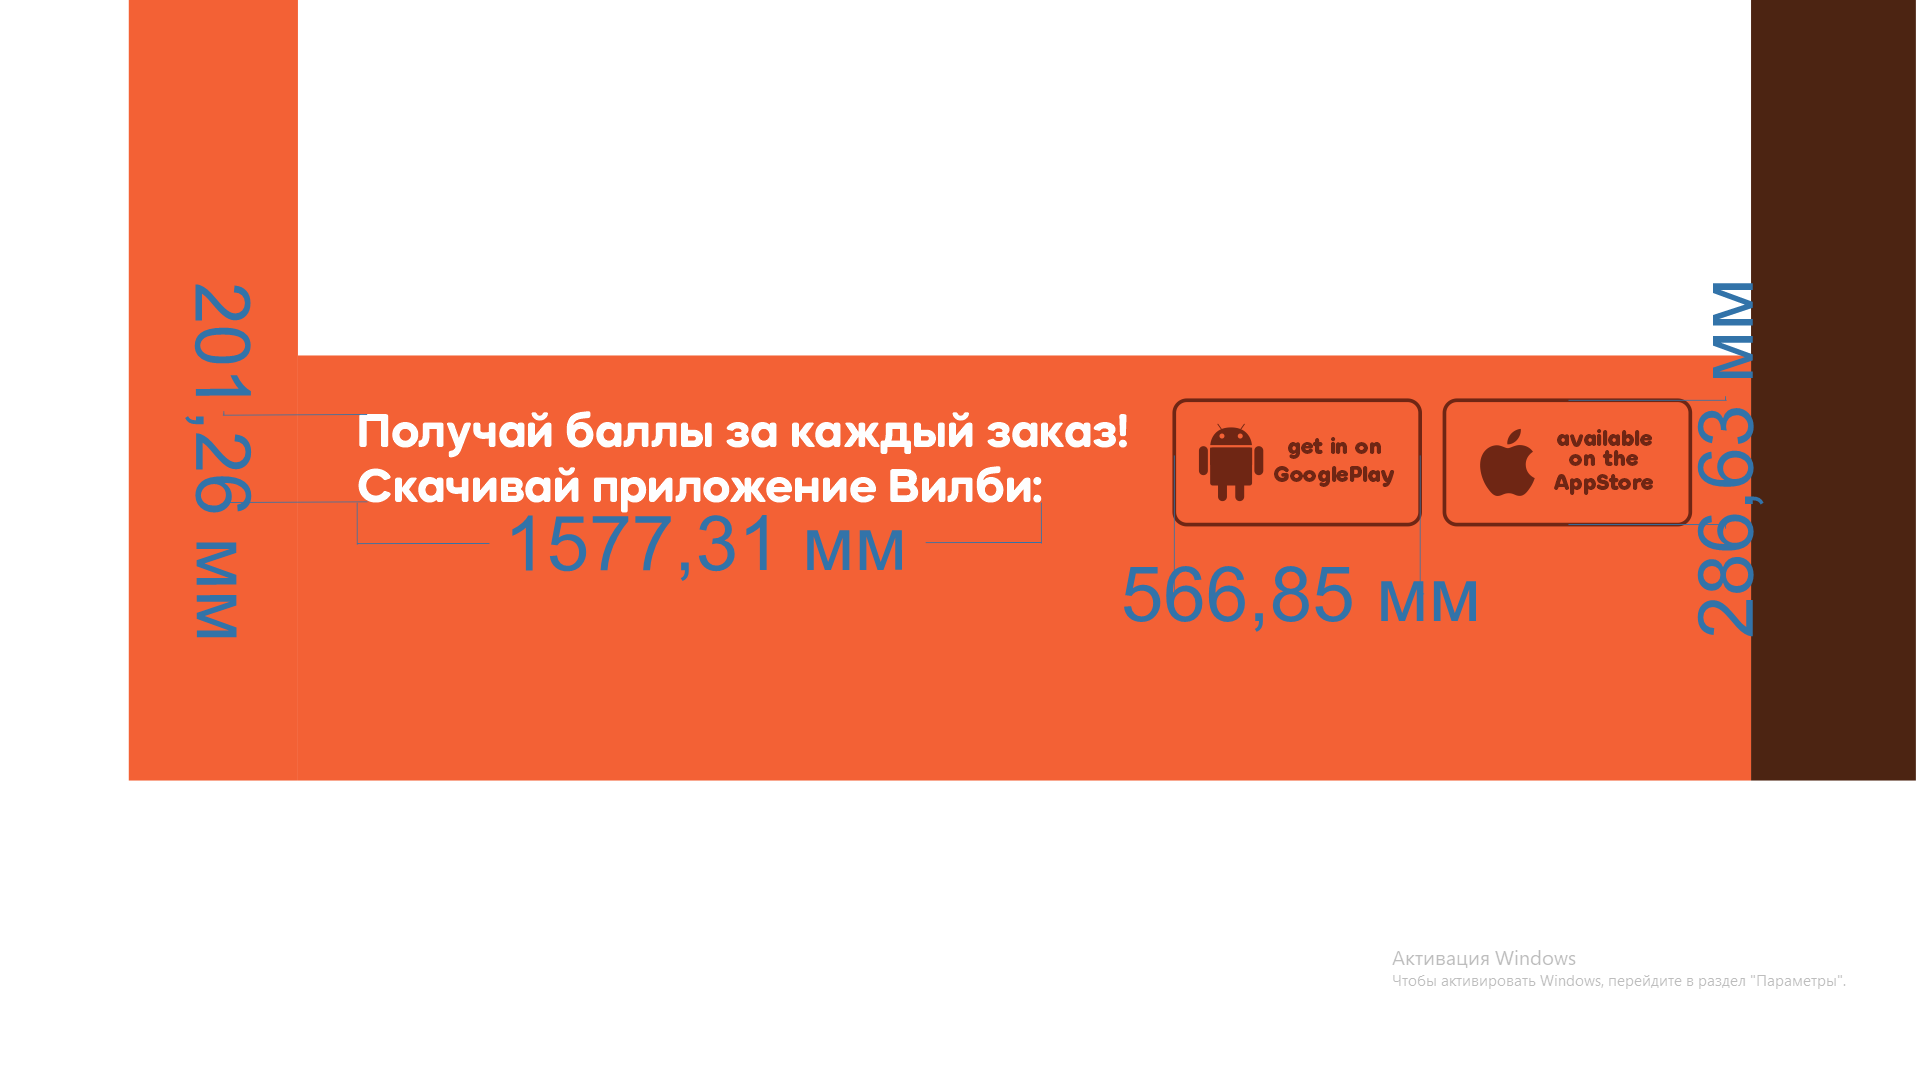 201,26 мм
Получай баллы за каждый заказ!
Скачивай приложение Вилби:
1577,31 мм
get in on
GooglePlay
available
on the
AppStore
566,85 мм
286,63 мм
Активация Windows
Чтобы активировать Windows, перейдите в раздел "Параметры".